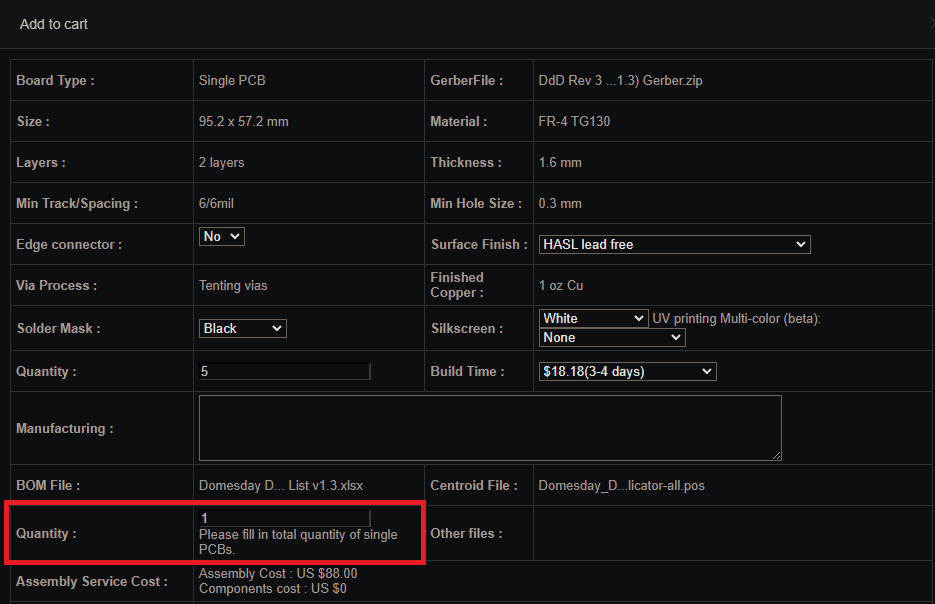 Add to cart
Board Type : Single PCB GerberFile : DdD Rev 3 ...1.3) Gerber.zip
Size : 95.2 x 57.2 mm Material : FR-4 TG130
Layers : 2 layers Thickness : 1.6 mm
Min Track/Spacing : 6/6mil Min Hole Size : 0.3 mm
Edge connector : No Surface Finish : HASL lead free
Via Process : Tenting vias Finished
Copper : 1 oz Cu
Solder Mask : Black Silkscreen : White UV printing Multi-color (beta):
None
Quantity : 5 Build Time : $18.18(3-4 days)
Manufacturing :
BOM File : Domesday D... List v1.3.xlsx Centroid File : Domesday_D...licator-all.pos
Quantity : 1
Please fill in total quantity of single
PCBs.
Other files :
Assembly Service Cost : Assembly Cost : US $88.00
Components cost : US $0